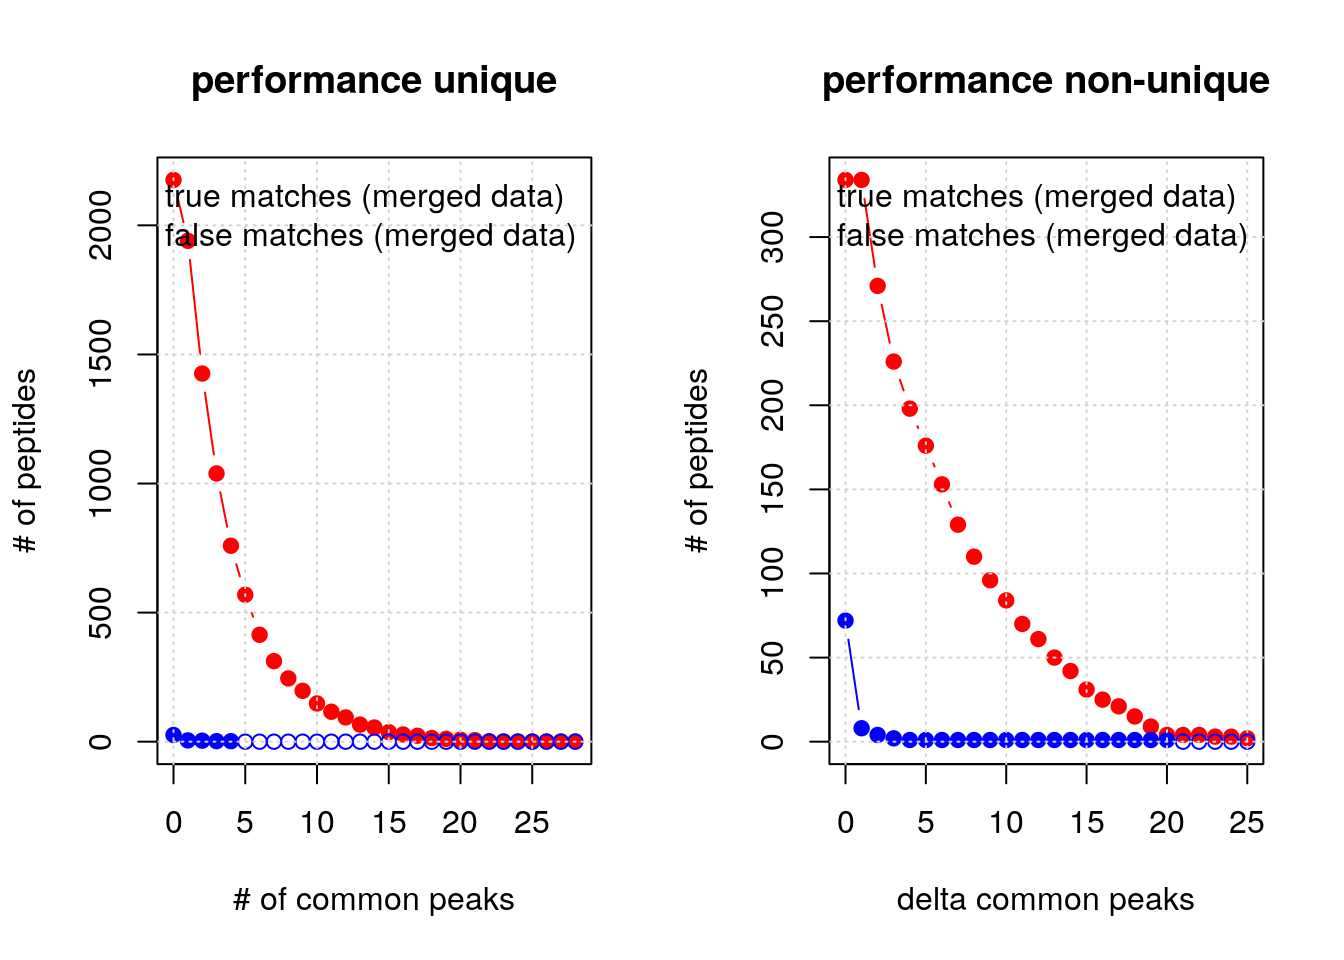 performance unique
true matches (merged data)
false matches (merged data)
# of peptides
0
500
1000
1500
2000
0 5 10 15 20 25
# of common peaks
performance non-unique
true matches (merged data)
false matches (merged data)
# of peptides
0
50
100
150
200
250
300
0 5 10 15 20 25
delta common peaks